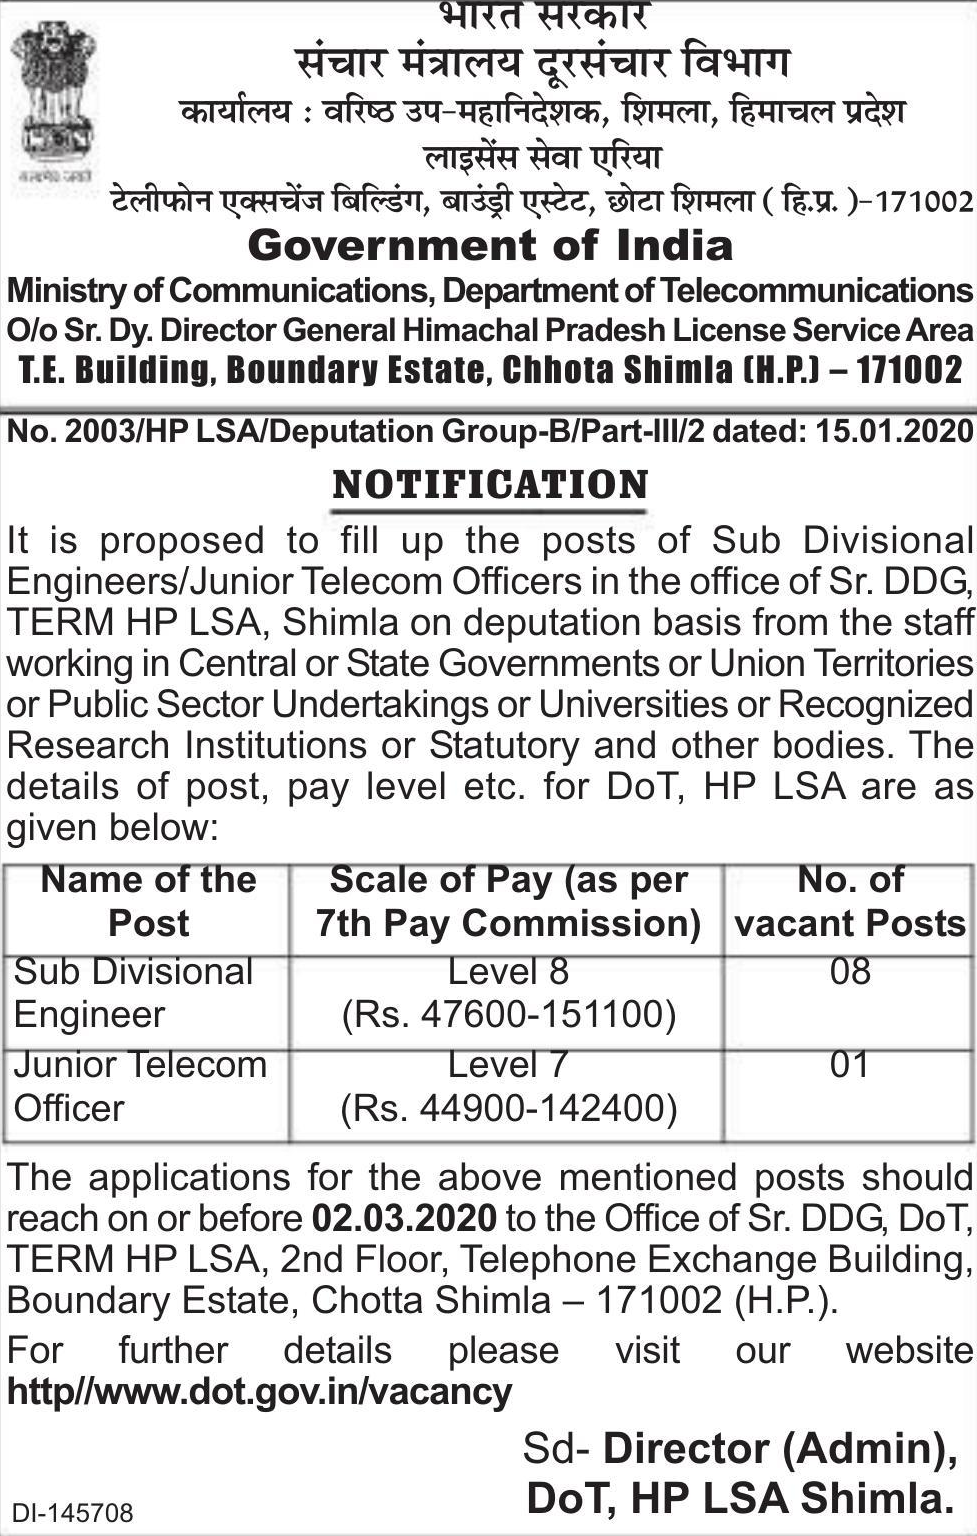 भारत सरकार
संचार मंत्रालय दूरसंचार विभाग
कार्यालय : वरिष्ठ उप-महानिदेशक, शिमला, हिमाचल प्रदेश
लाइसेंस सेवा एरिया
टेलीफोन एक्सचेंज बिल्डिंग, बाउंड्री एस्टेट, छोटा शिमला ( हि.प्र. )-171002
सत्यमेव जयते
Government of India
Ministry of Communications, Department of Telecommunications
O/o Sr. Dy. Director General Himachal Pradesh License Service Area
T.E. Building, Boundary Estate, Chhota Shimla (H.P.) – 171002
No. 2003/HP LSA/Deputation Group-B/Part-III/2 dated: 15.01.2020
NOTIFICATION
It is proposed to fill up the posts of Sub Divisional
Engineers/Junior Telecom Officers in the office of Sr. DDG,
TERM HP LSA, Shimla on deputation basis from the staff
working in Central or State Governments or Union Territories
or Public Sector Undertakings or Universities or Recognized
Research Institutions or Statutory and other bodies. The
details of post, pay level etc. for DoT, HP LSA are as
given below:
Name of the Post
Scale of Pay (as per 7th Pay Commission)
No. of vacant Posts
Sub Divisional Engineer
Level 8 (Rs. 47600-151100)
08
Junior Telecom Officer
Level 7 (Rs. 44900-142400)
01
The applications for the above mentioned posts should
reach on or before 02.03.2020 to the Office of Sr. DDG, DoT,
TERM HP LSA, 2nd Floor, Telephone Exchange Building,
Boundary Estate, Chotta Shimla – 171002 (H.P.).
For further details please visit our website
http//www.dot.gov.in/vacancy
Sd- Director (Admin),
DoT, HP LSA Shimla.
DI-145708